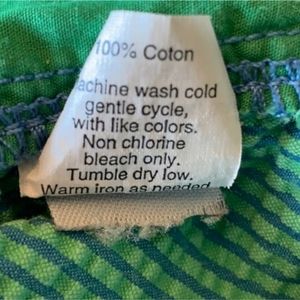 100% Coton
achine wash cold
gentle cycle,
with like colors.
Non chlorine
bleach only.
Tumble dry low.
Warm iron as needed